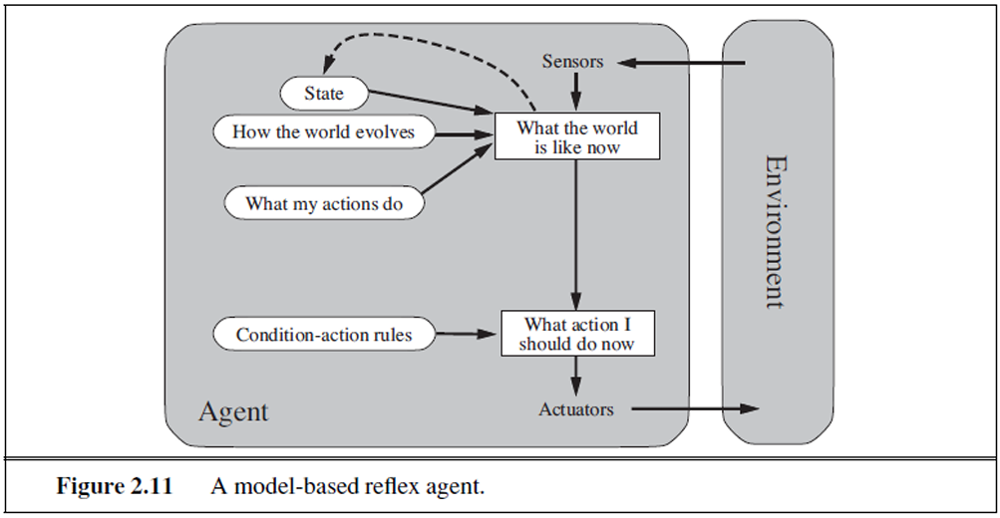 Sensors
State
How the world evolves
What the world
is like now
What my actions do
Condition-action rules
What action I
should do now
Agent
Actuators
Environment
Figure 2.11 A model-based reflex agent.